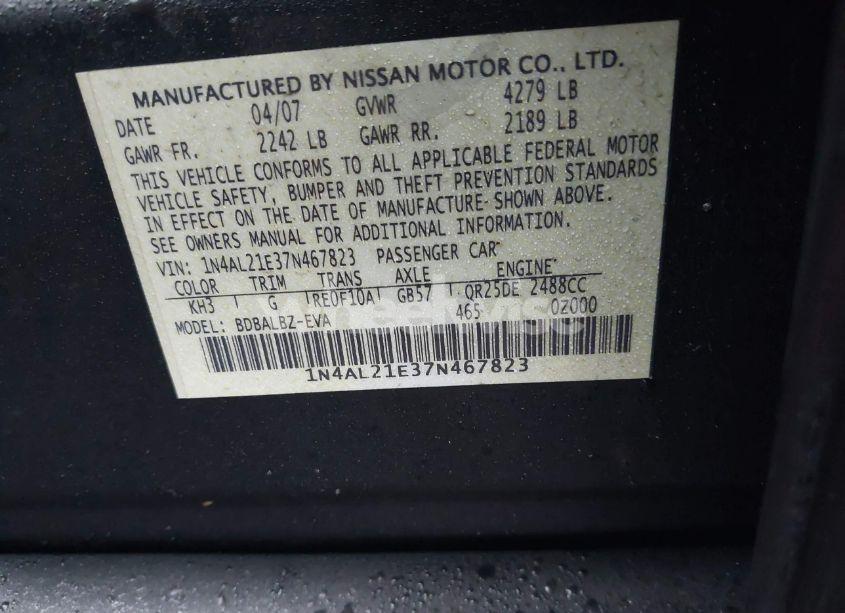 MANUFACTURED BY NISSAN MOTOR CO., LTD.
DATE 04/07 GVWR 4279 LB
GAWR FR. 2242 LB GAWR RR. 2189 LB
THIS VEHICLE CONFORMS TO ALL APPLICABLE FEDERAL MOTOR
VEHICLE SAFETY, BUMPER AND THEFT PREVENTION STANDARDS
IN EFFECT ON THE DATE OF MANUFACTURE SHOWN ABOVE.
SEE OWNERS MANUAL FOR ADDITIONAL INFORMATION.
VIN: 1N4AL21E37N467823 PASSENGER CAR
COLOR TRIM TRANS AXLE ENGINE
KH3 G RE0F10A GB57 QR25DE 2488CC
MODEL: BDBALBZ-EVA 465 0Z000
1N4AL21E37N467823